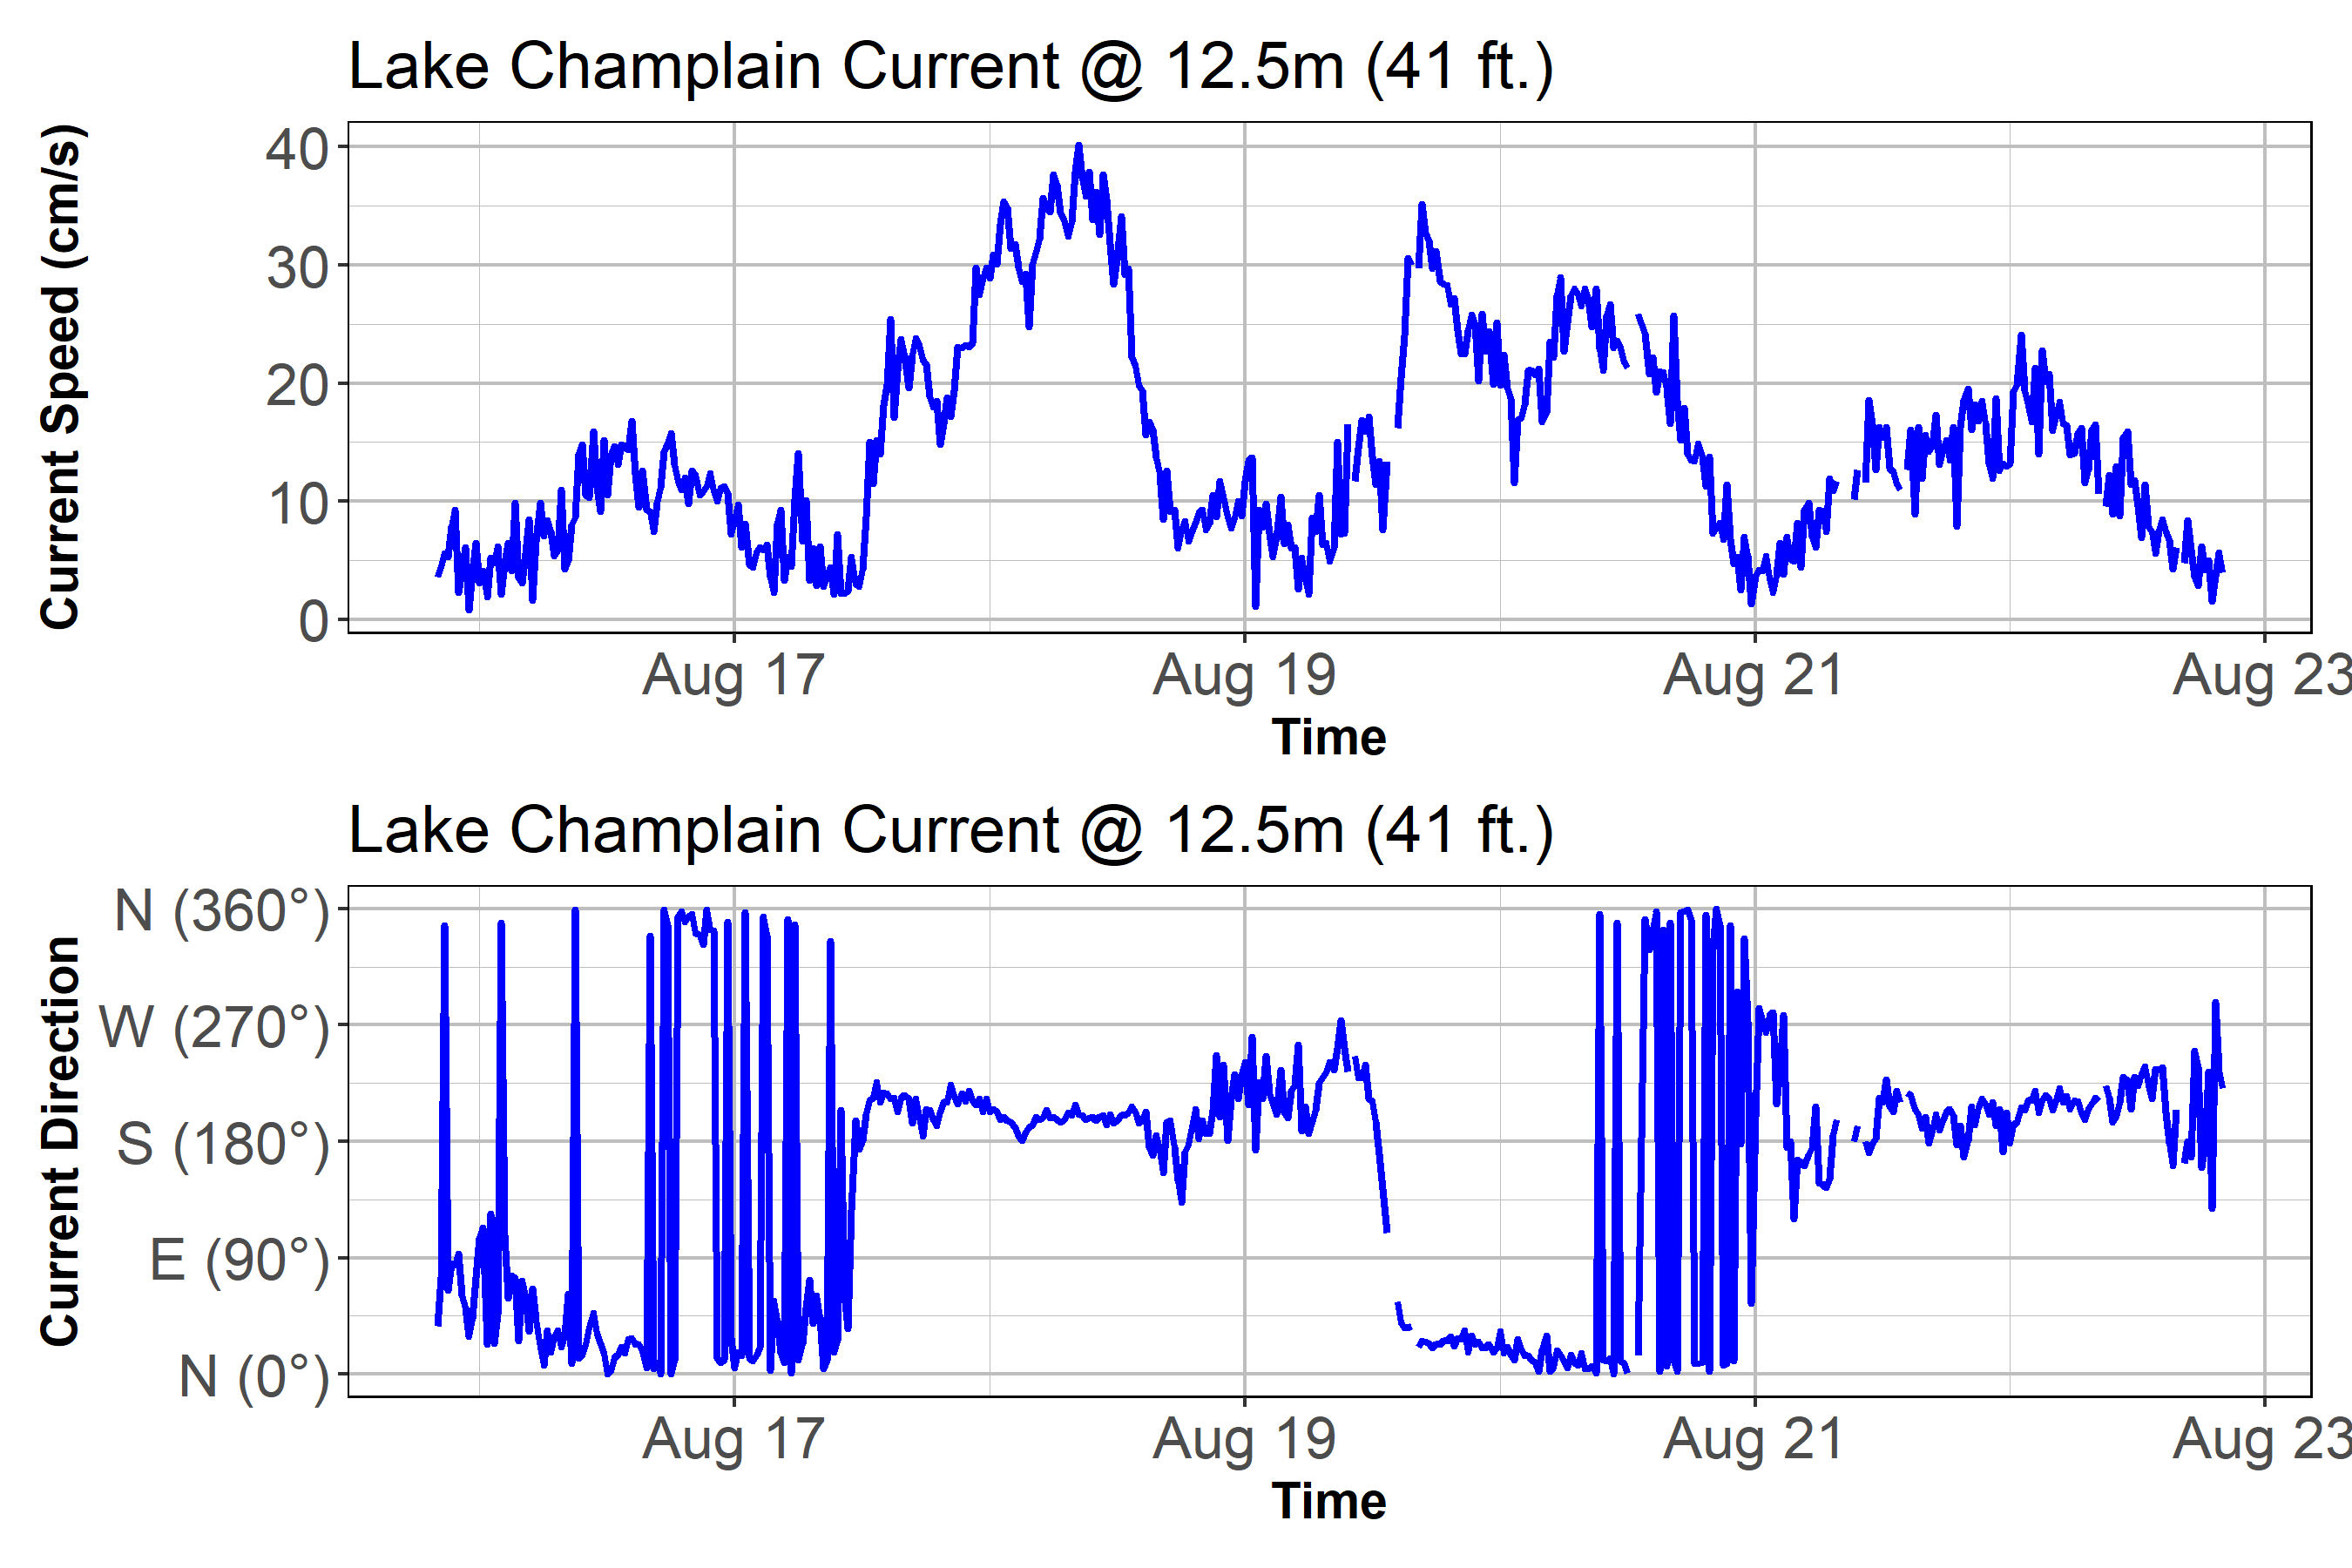 Lake Champlain Current @ 12.5m (41 ft.)
Current Speed (cm/s)
40
30
20
10
0
Aug 17
Aug 19
Aug 21
Aug 23
Time
Lake Champlain Current @ 12.5m (41 ft.)
Current Direction
N (360°)
W (270°)
S (180°)
E (90°)
N (0°)
Aug 17
Aug 19
Aug 21
Aug 23
Time